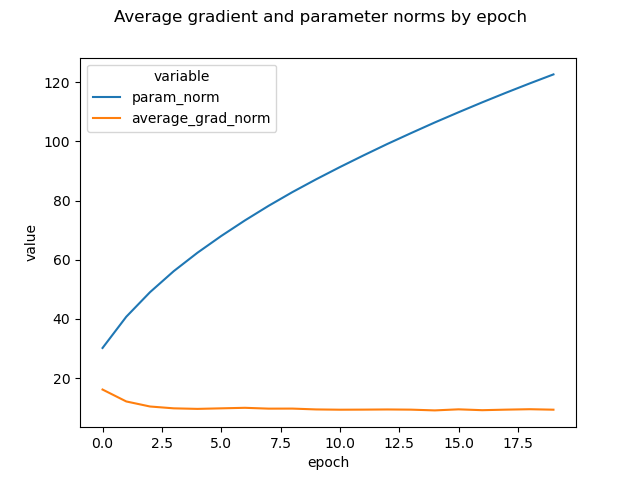 Average gradient and parameter norms by epoch
variable
param_norm
average_grad_norm
120
100
80
60
40
20
value
0.0 2.5 5.0 7.5 10.0 12.5 15.0 17.5
epoch